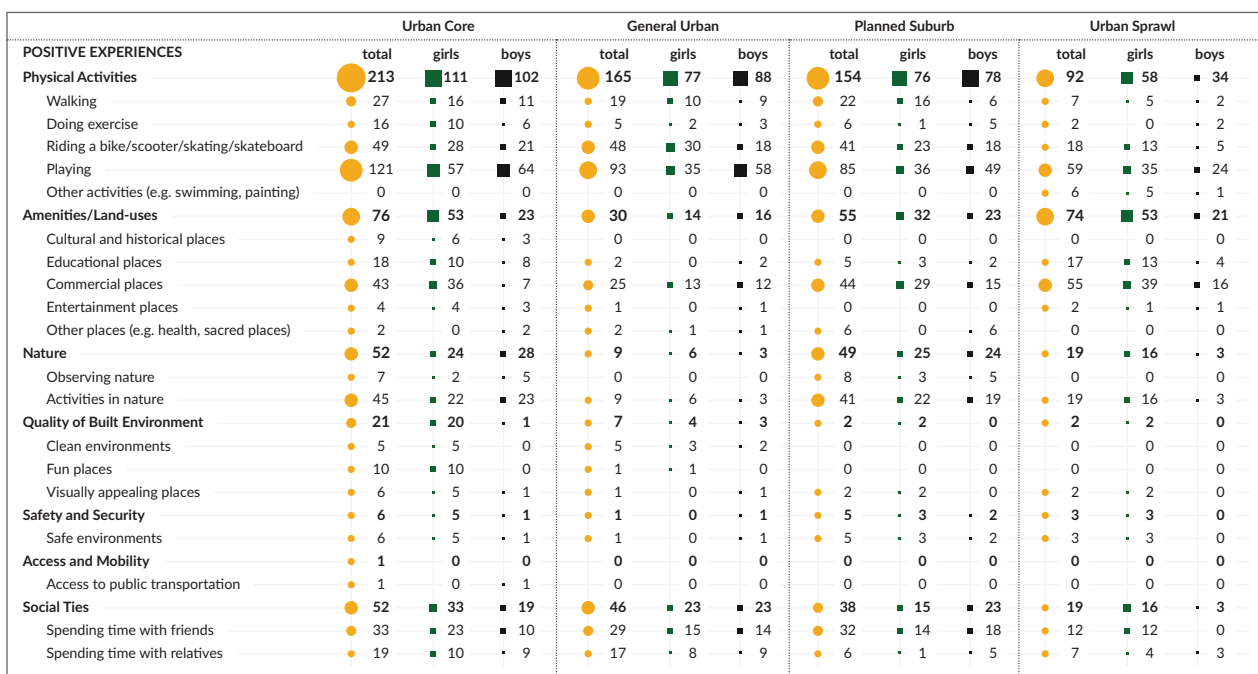 Urban Core General Urban Planned Suburb Urban Sprawl
POSITIVE EXPERIENCES total girls boys total girls boys total girls boys total girls boys
Physical Activities 213 111 102 165 77 88 154 76 78 92 58 34
Walking 27 16 11 19 10 9 22 16 6 7 5 2
Doing exercise 16 10 6 5 2 3 6 1 5 2 0 2
Riding a bike/scooter/skating/skateboard 49 28 21 48 30 18 41 23 18 18 13 5
Playing 121 57 64 93 35 58 85 36 49 59 35 24
Other activities (e.g. swimming, painting) 0 0 0 0 0 0 0 0 0 6 5 1
Amenities/Land-uses 76 53 23 30 14 16 55 32 23 74 53 21
Cultural and historical places 9 6 3 0 0 0 0 0 0 0 0 0
Educational places 18 10 8 2 0 2 5 3 2 17 13 4
Commercial places 43 36 7 25 13 12 44 29 15 55 39 16
Entertainment places 4 4 3 1 0 1 0 0 0 2 1 1
Other places (e.g. health, sacred places) 2 0 2 2 1 1 6 0 6 0 0 0
Nature 52 24 28 9 6 3 49 25 24 19 16 3
Observing nature 7 2 5 0 0 0 8 3 5 0 0 0
Activities in nature 45 22 23 9 6 3 41 22 19 19 16 3
Quality of Built Environment 21 20 1 7 4 3 2 2 0 2 2 0
Clean environments 5 5 0 5 3 2 0 0 0 0 0 0
Fun places 10 10 0 1 1 0 0 0 0 0 0 0
Visually appealing places 6 5 1 1 0 1 2 2 0 2 2 0
Safety and Security 6 5 1 1 0 1 5 3 2 3 3 0
Safe environments 6 5 1 1 0 1 5 3 2 3 3 0
Access and Mobility 1 0 0 0 0 0 0 0 0 0 0 0
Access to public transportation 1 0 1 0 0 0 0 0 0 0 0 0
Social Ties 52 33 19 46 23 23 38 15 23 19 16 3
Spending time with friends 33 23 10 29 15 14 32 14 18 12 12 0
Spending time with relatives 19 10 9 17 8 9 6 1 5 7 4 3